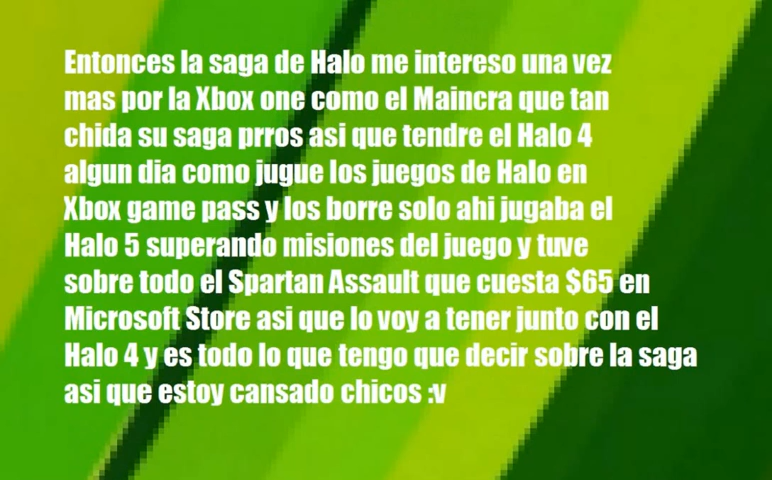 Entonces la saga de Halo me intereso una vez
mas por la Xbox one como el Maincra que tan
chida su saga prros asi que tendre el Halo 4
algun dia como jugue los juegos de Halo en
Xbox game pass y los borre solo ahi jugaba el
Halo 5 superando misiones del juego y tuve
sobre todo el Spartan Assault que cuesta $65 en
Microsoft Store asi que lo voy a tener junto con el
Halo 4 y es todo lo que tengo que decir sobre la saga
asi que estoy cansado chicos :v